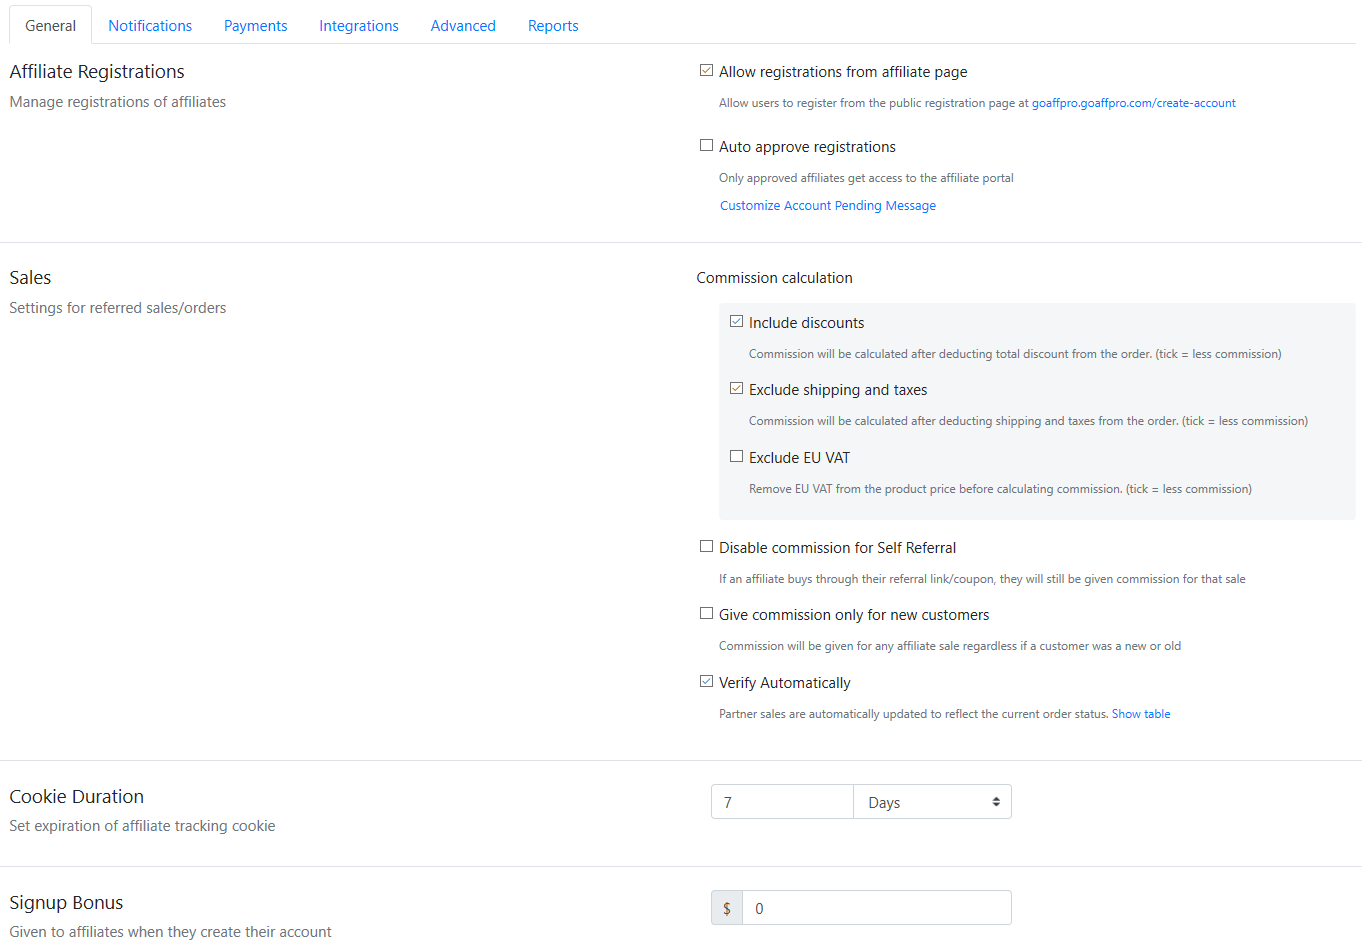 General Notifications Payments Integrations Advanced Reports
Affiliate Registrations
Manage registrations of affiliates
Allow registrations from affiliate page
Allow users to register from the public registration page at goaffpro.goaffpro.com/create-account
Auto approve registrations
Only approved affiliates get access to the affiliate portal
Customize Account Pending Message
Sales
Settings for referred sales/orders
Commission calculation
Include discounts
Commission will be calculated after deducting total discount from the order. (tick = less commission)
Exclude shipping and taxes
Commission will be calculated after deducting shipping and taxes from the order. (tick = less commission)
Exclude EU VAT
Remove EU VAT from the product price before calculating commission. (tick = less commission)
Disable commission for Self Referral
If an affiliate buys through their referral link/coupon, they will still be given commission for that sale
Give commission only for new customers
Commission will be given for any affiliate sale regardless if a customer was a new or old
Verify Automatically
Partner sales are automatically updated to reflect the current order status. Show table
Cookie Duration
Set expiration of affiliate tracking cookie
7 Days
Signup Bonus
Given to affiliates when they create their account
$ 0